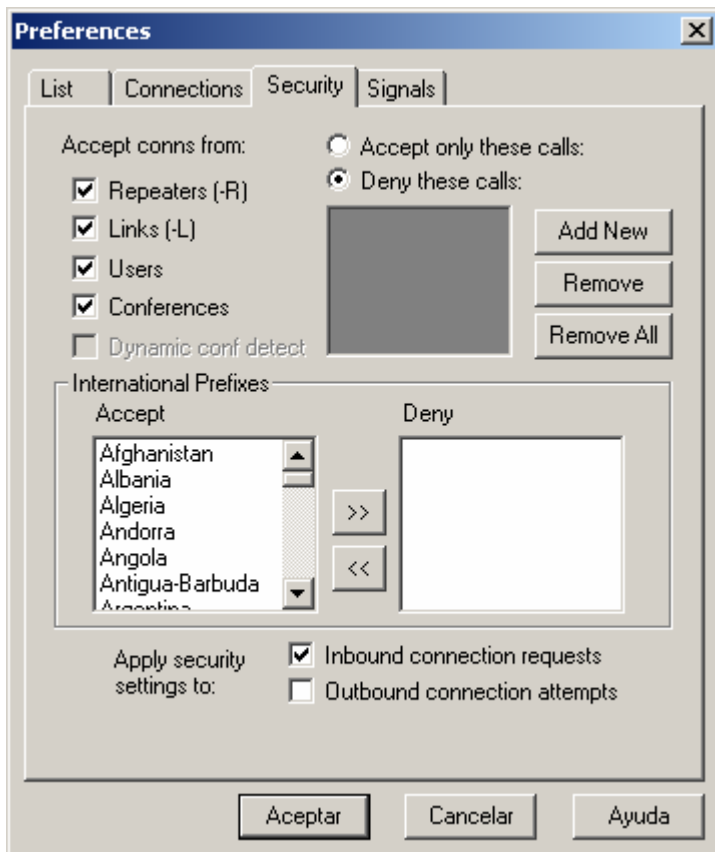 Preferences
List
Connections
Security
Signals
Accept conns from:
Repeaters (-R)
Links (-L)
Users
Conferences
Dynamic conf detect
Accept only these calls:
Deny these calls:
Add New
Remove
Remove All
International Prefixes
Accept
Afghanistan
Albania
Algeria
Andorra
Angola
Antigua-Barbuda
Argentina
>>
<<
Deny
Apply security
settings to:
Inbound connection requests
Outbound connection attempts
Aceptar
Cancelar
Ayuda